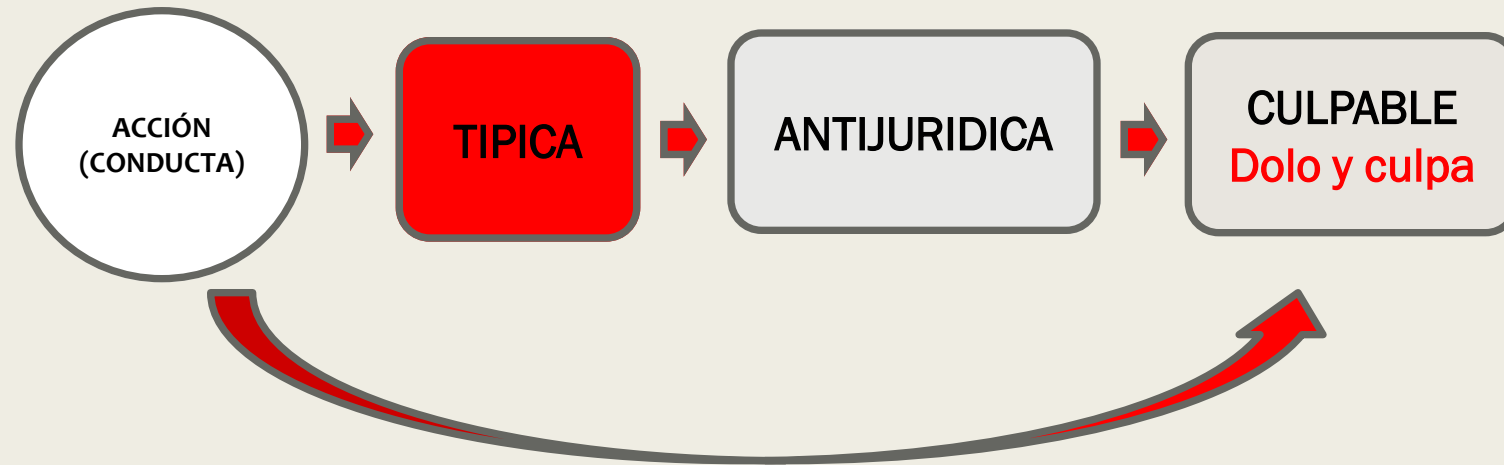 ACCIÓN
(CONDUCTA)
TIPICA
ANTIJURIDICA
CULPABLE
Dolo y culpa